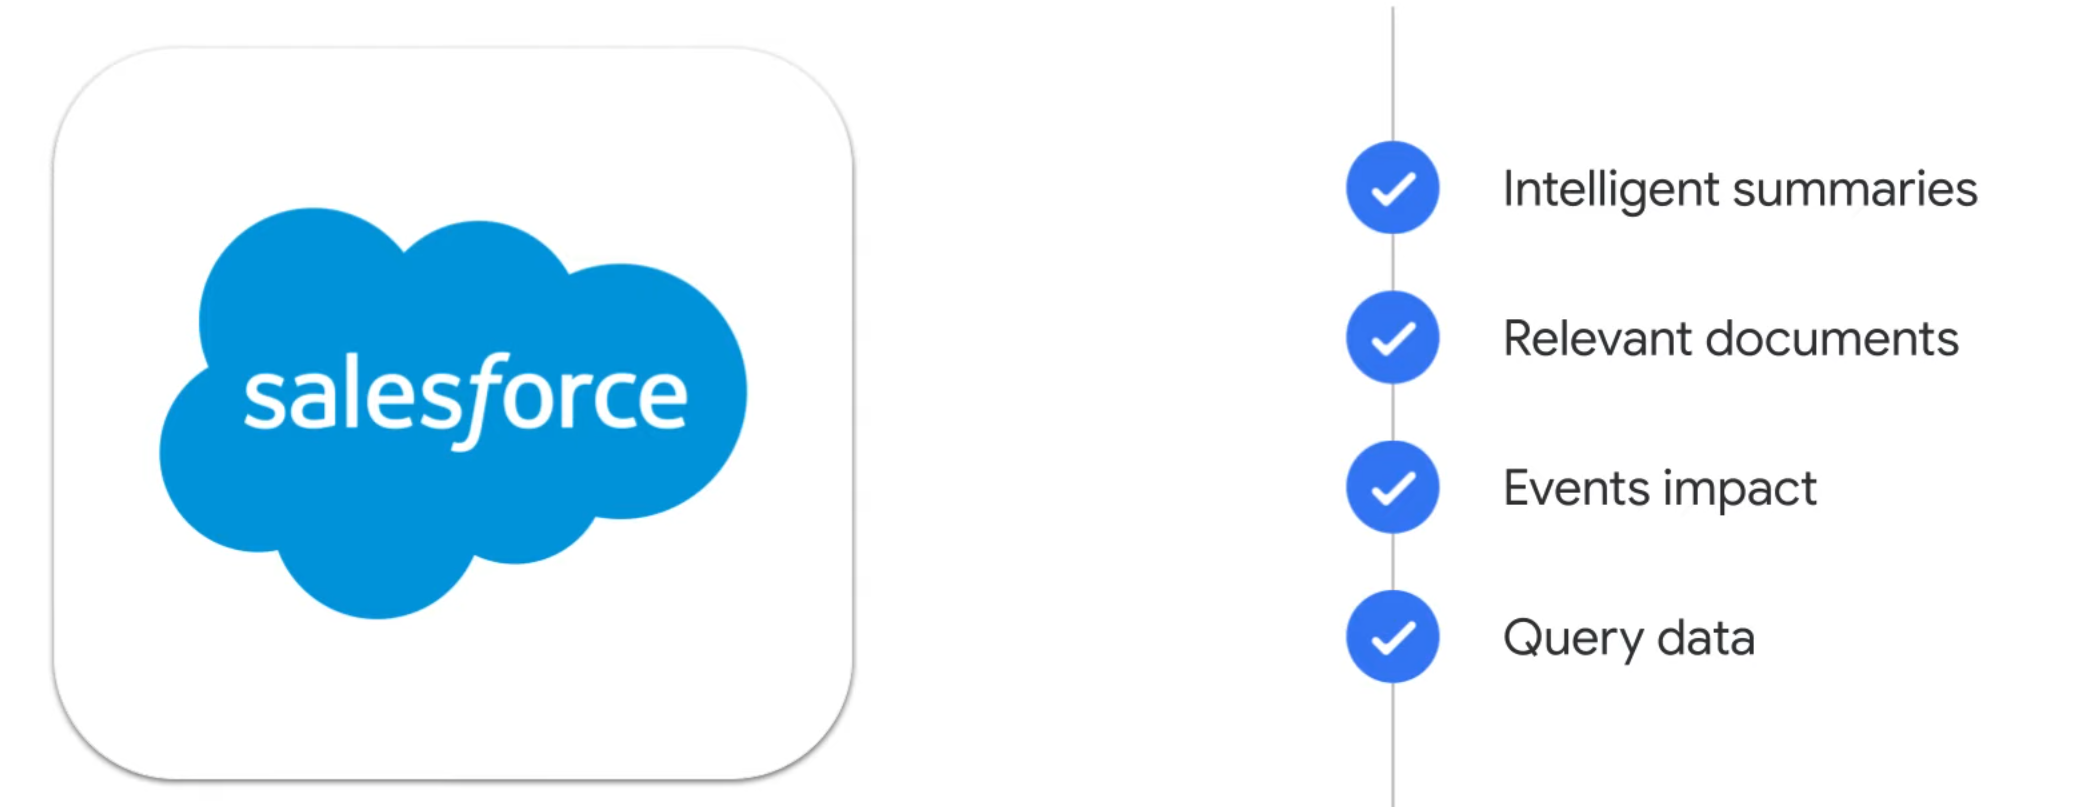 salesforce
Intelligent summaries
Relevant documents
Events impact
Query data